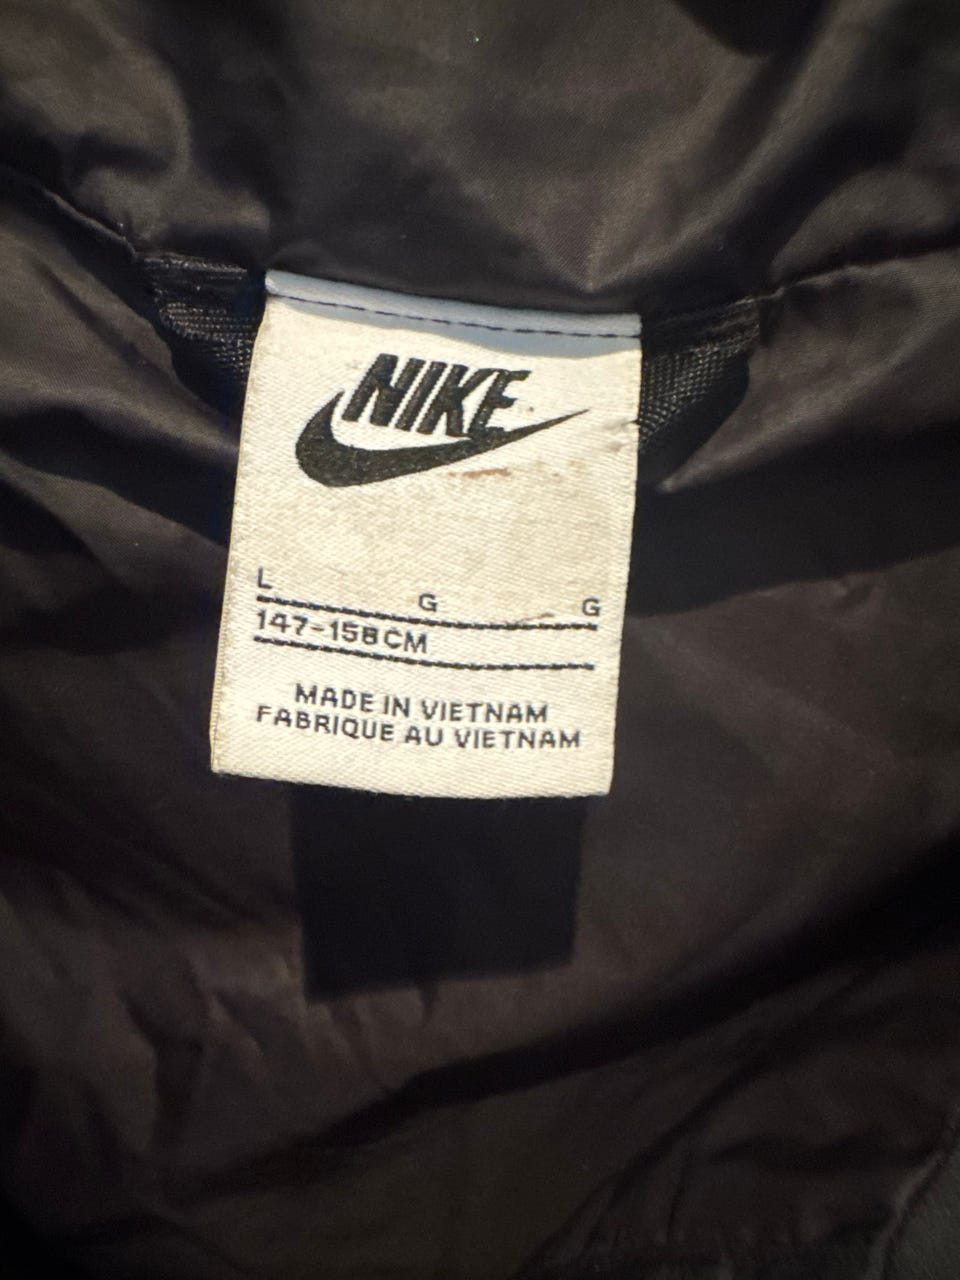 NIKE
L G G
147-158CM
MADE IN VIETNAM
FABRIQUE AU VIETNAM